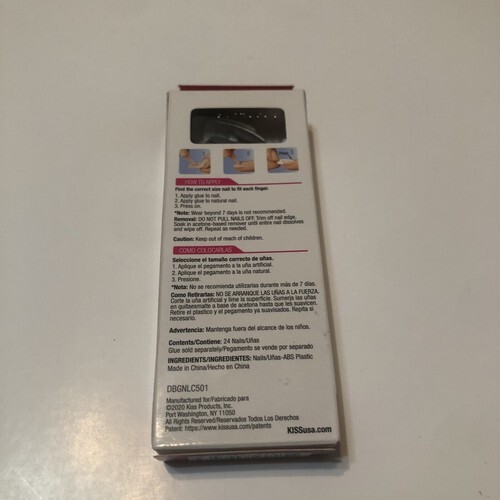 HOW TO APPLY
Find the correct size nail to fit each finger.
1. Apply glue to nail.
2. Apply glue to natural nail.
3. Press on.
*Note: Wear beyond 7 days is not recommended.
Removal: DO NOT PULL NAILS OFF. Trim off nail edge.
Soak in acetone-based remover until entire nail dissolves
and wipe off. Repeat as needed.
Caution: Keep out of reach of children.
COMO COLOCARLAS
Seleccione el tamaño correcto de uñas.
1. Aplique el pegamento a la uña artificial.
2. Aplique el pegamento a la uña natural.
3. Presione.
*Nota: No se recomienda utilizarlas durante más de 7 días.
Como Retirarlas: NO SE ARRANQUE LAS UÑAS A LA FUERZA.
Corte la uña artificial y lime la superficie. Sumerja las uñas
en quitaesmalte a base de acetona hasta que les suavicen.
Retire el plastico y el pegamento ya suavisados. Repita si
necesario.
Advertencia: Mantenga fuera del alcance de los niños.
Contents/Contiene: 24 Nails/Uñas
Glue sold separately/Pegamento se vende por separado
INGREDIENTS/INGREDIENTES: Nails/Uñas-ABS Plastic
Made in China/Hecho en China
DBGNLC501
Manufactured for/Fabricado para
©2020 Kiss Products, Inc.
Port Washington, NY 11050
All Rights Reserved/Reservados Todos Los Derechos
Patent: https://www.kissusa.com/patents
KISSusa.com